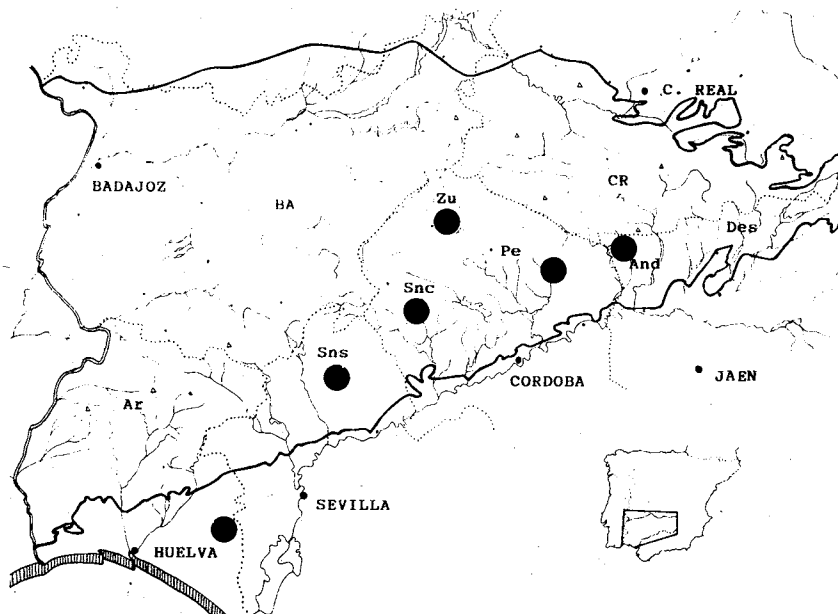 C. REAL
BADAJOZ
CR
Zu
BA
Des
Pe
And
Snc
Sns
CORDOBA
JAEN
Ar
SEVILLA
HUELVA